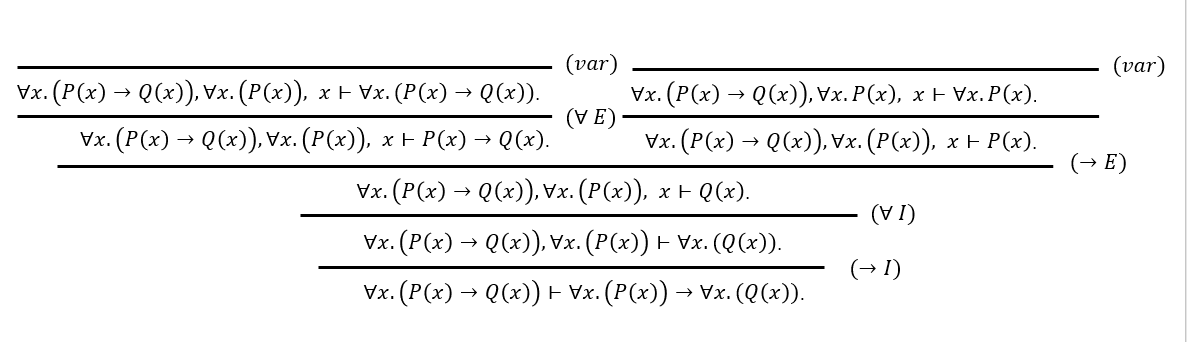 (var) (var)
∀x.(P(x) → Q(x)), ∀x.(P(x)), x ⊢ ∀x.(P(x) → Q(x)). ∀x.(P(x) → Q(x)), ∀x.P(x), x ⊢ ∀x.P(x).
(∀ E)
∀x.(P(x) → Q(x)), ∀x.(P(x)), x ⊢ P(x) → Q(x). ∀x.(P(x) → Q(x)), ∀x.(P(x)), x ⊢ P(x).
(→ E)
∀x.(P(x) → Q(x)), ∀x.(P(x)), x ⊢ Q(x).
(∀ I)
∀x.(P(x) → Q(x)), ∀x.(P(x)) ⊢ ∀x.(Q(x)).
(→ I)
∀x.(P(x) → Q(x)) ⊢ ∀x.(P(x)) → ∀x.(Q(x)).